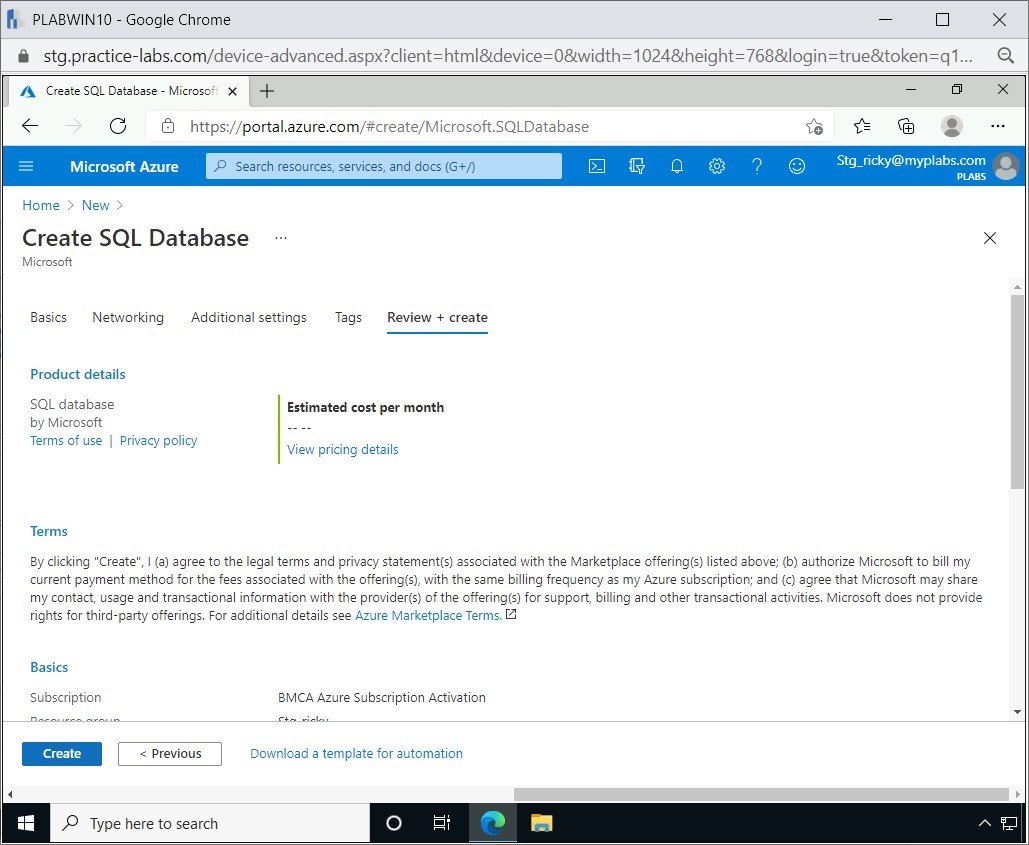 PLABWIN10 - Google Chrome
stg.practice-labs.com/device-advanced.aspx?client=html&device=0&width=1024&height=768&login=true&token=q1...
Create SQL Database - Microsoft
https://portal.azure.com/#create/Microsoft.SQLDatabase
Microsoft Azure
Search resources, services, and docs (G+/)
Stg_ricky@myplabs.com
PLABS
Home > New >
Create SQL Database ...
Microsoft
Basics Networking Additional settings Tags Review + create
Product details
SQL database
by Microsoft
Terms of use | Privacy policy
Estimated cost per month
-- --
View pricing details
Terms
By clicking "Create", I (a) agree to the legal terms and privacy statement(s) associated with the Marketplace offering(s) listed above; (b) authorize Microsoft to bill my
current payment method for the fees associated with the offering(s), with the same billing frequency as my Azure subscription; and (c) agree that Microsoft may share
my contact, usage and transactional information with the provider(s) of the offering(s) for support, billing and other transactional activities. Microsoft does not provide
rights for third-party offerings. For additional details see Azure Marketplace Terms.
Basics
Subscription BMCA Azure Subscription Activation
Resource group Stg_ricky
Create < Previous Download a template for automation
Type here to search